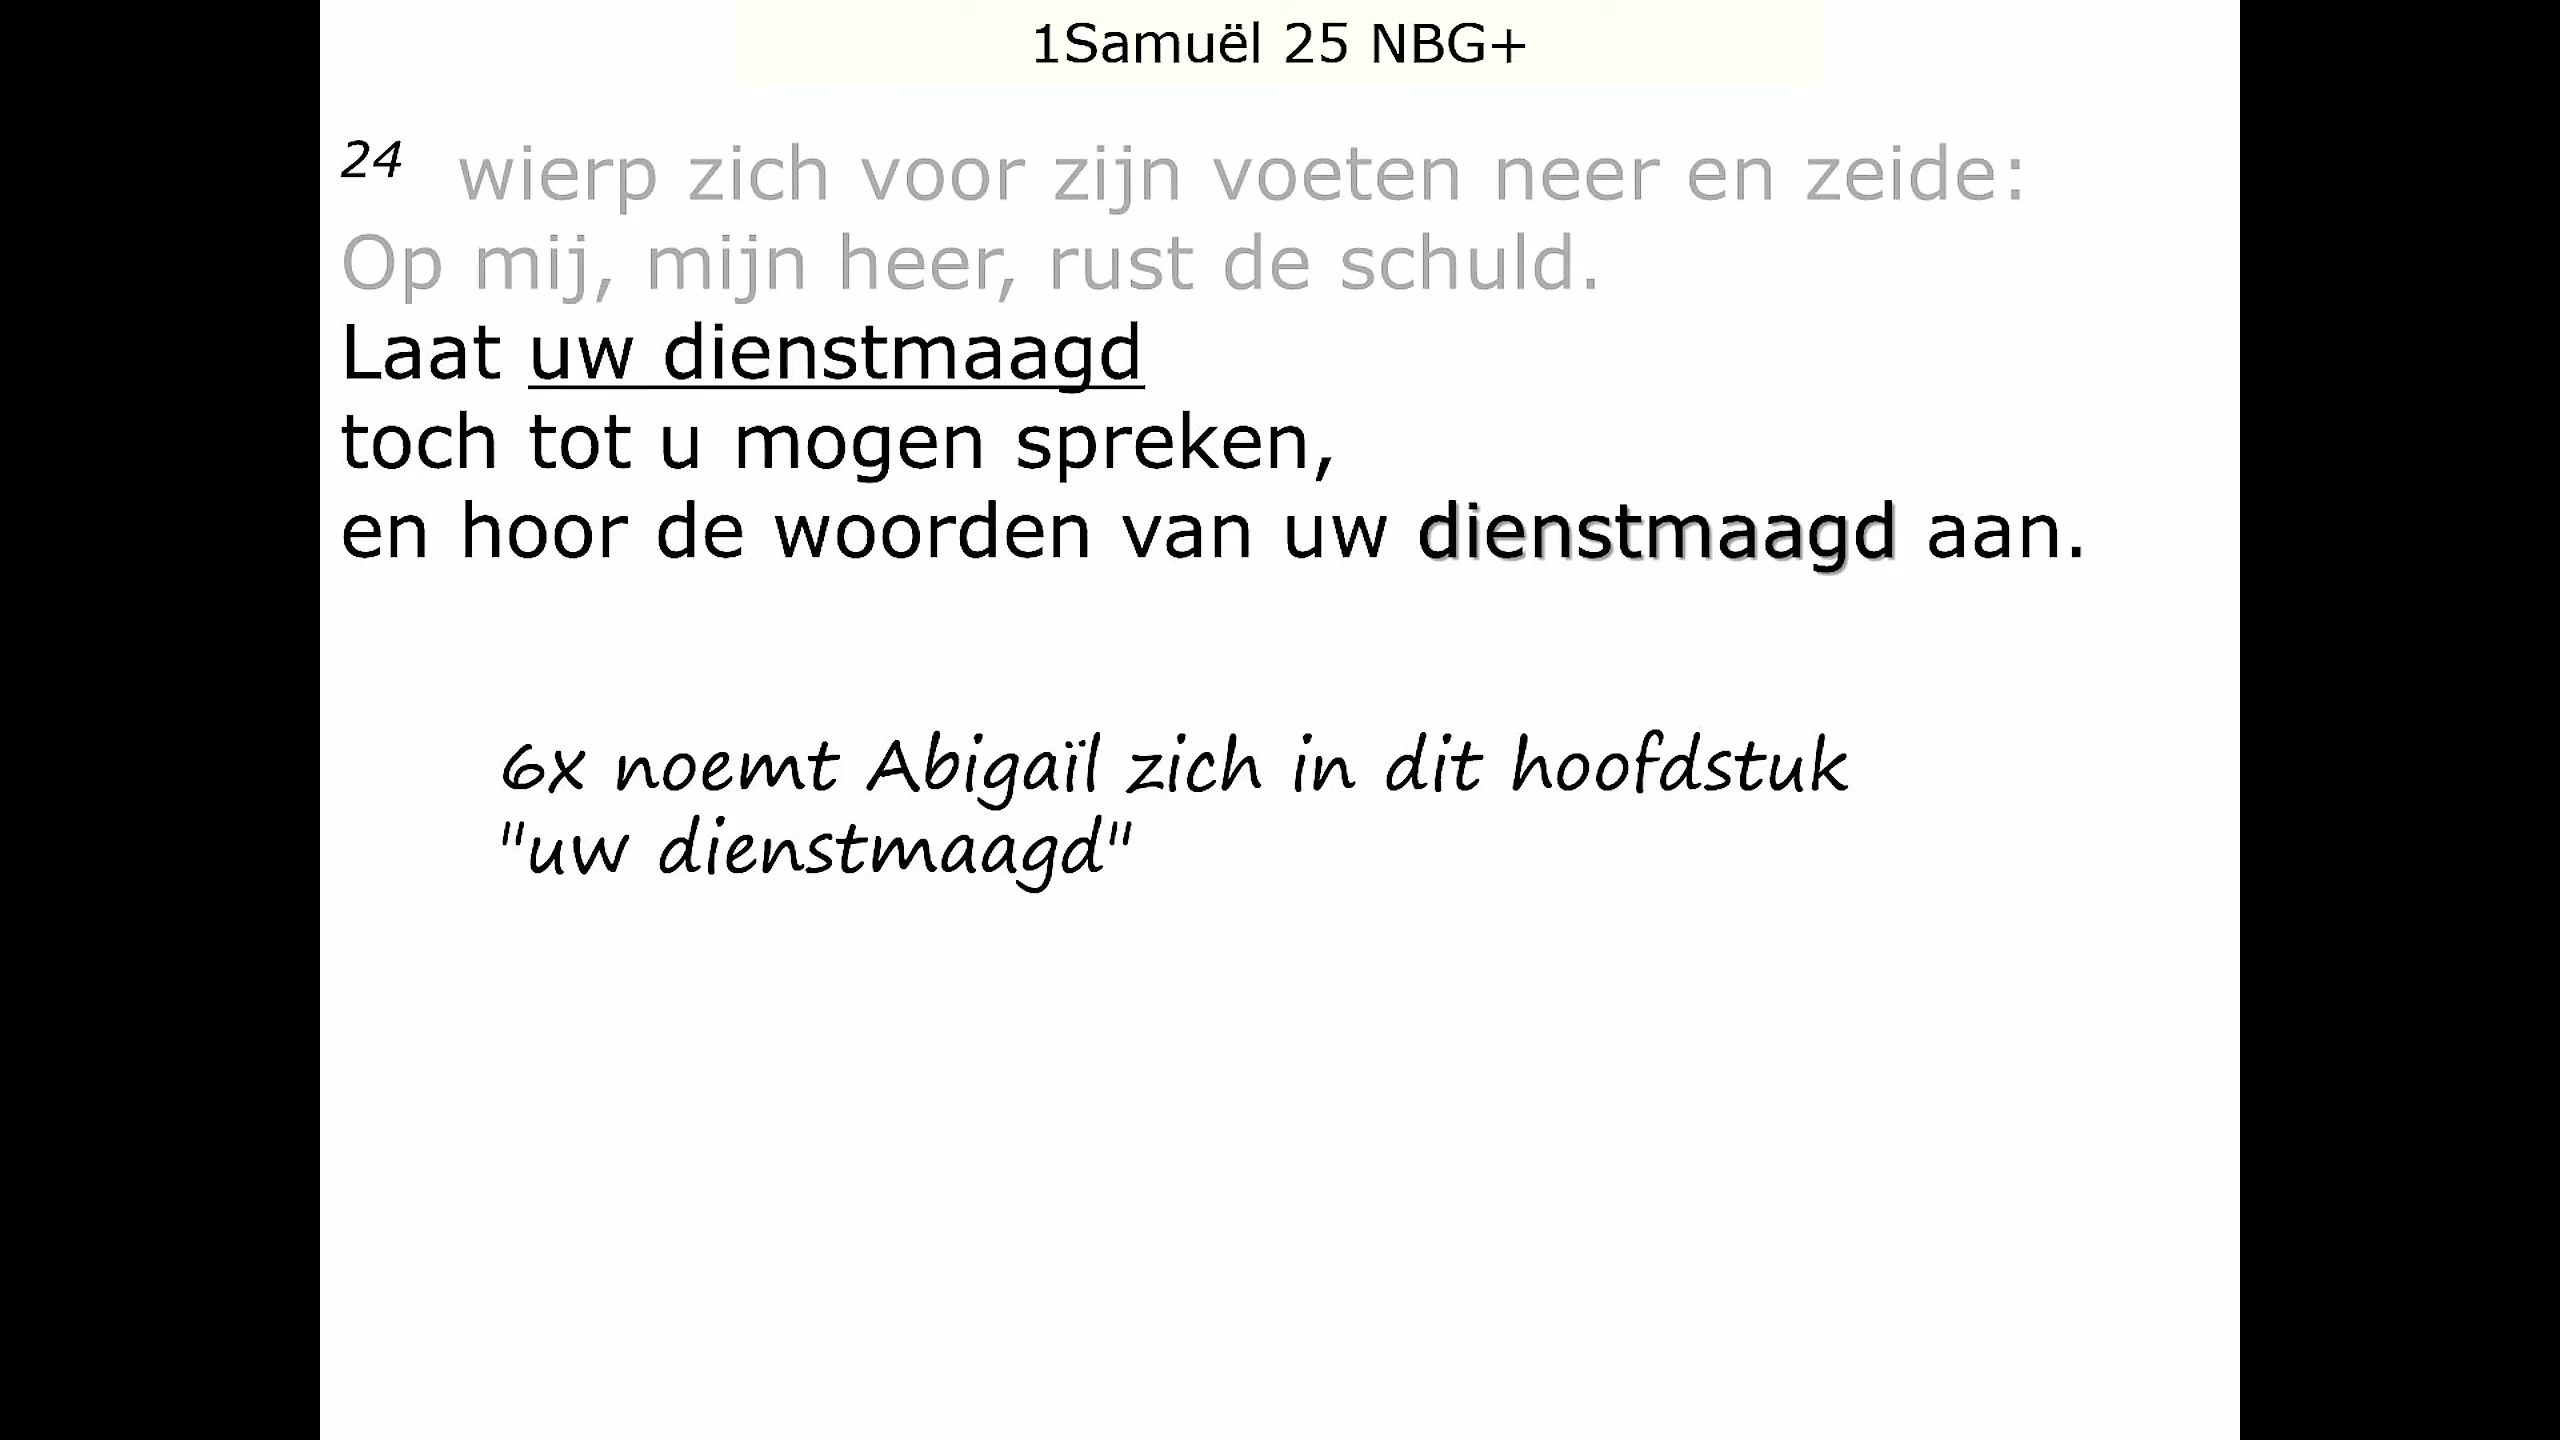 1Samuël 25 NBG+
24 wierp zich voor zijn voeten neer en zeide:
Op mij, mijn heer, rust de schuld.
Laat uw dienstmaagd
toch tot u mogen spreken,
en hoor de woorden van uw dienstmaagd aan.
6x noemt Abigaïl zich in dit hoofdstuk
"uw dienstmaagd"